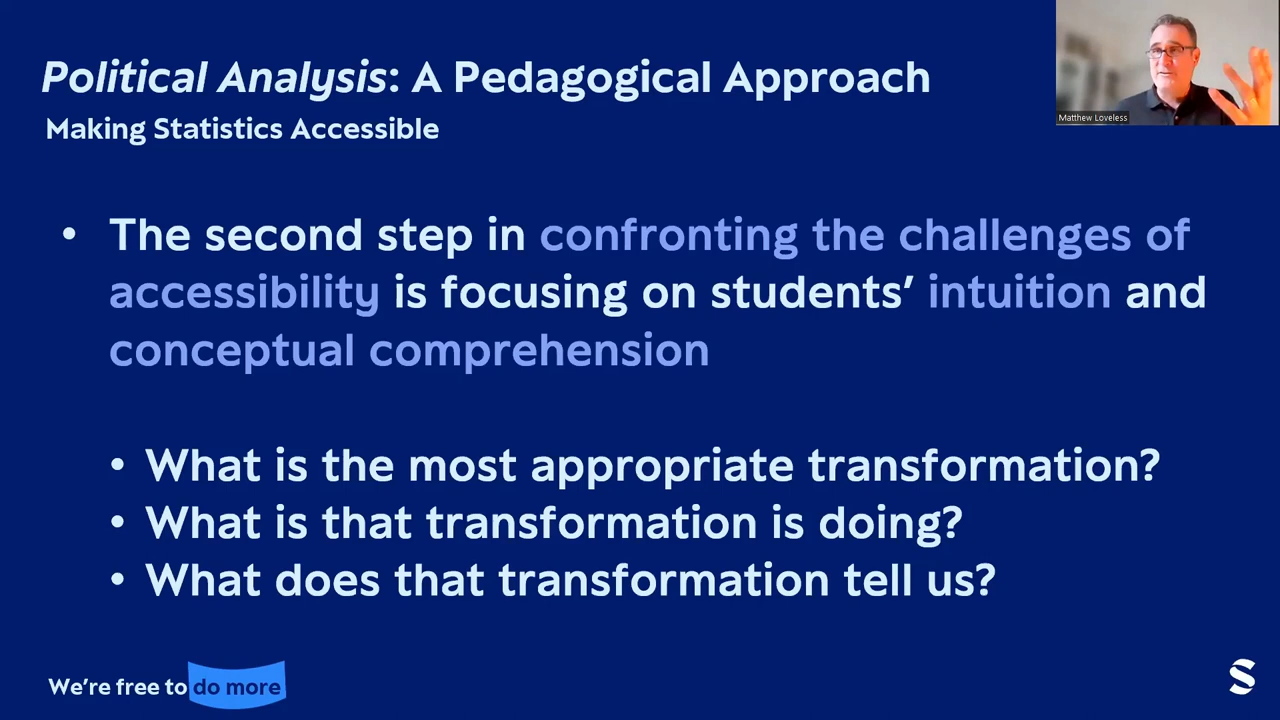 Political Analysis: A Pedagogical Approach
Making Statistics Accessible
Matthew Loveless
• The second step in confronting the challenges of
accessibility is focusing on students’ intuition and
conceptual comprehension
• What is the most appropriate transformation?
• What is that transformation is doing?
• What does that transformation tell us?
We’re free to do more
S